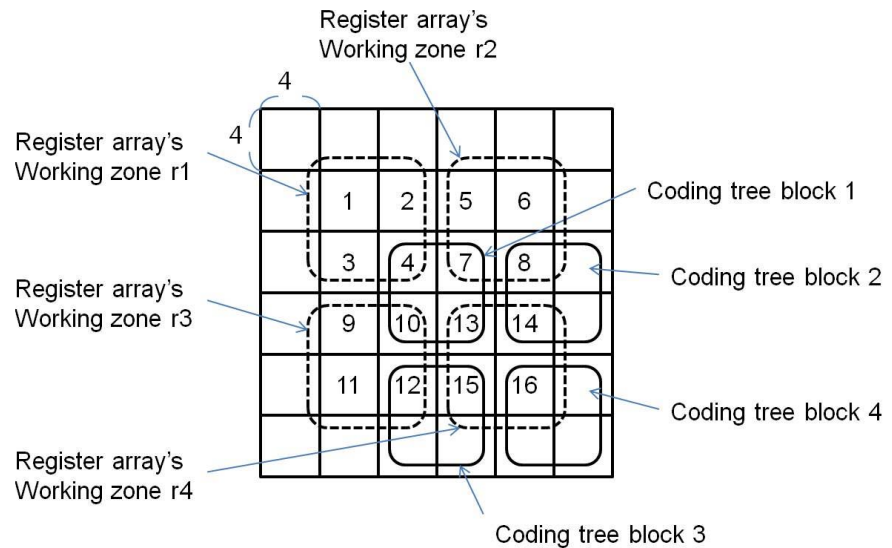 Register array's
Working zone r2
4
4
Register array's
Working zone r1
Coding tree block 1
1 2 5 6
3 4 7 8
Coding tree block 2
Register array's
Working zone r3
9 10 13 14
11 12 15 16
Coding tree block 4
Register array's
Working zone r4
Coding tree block 3